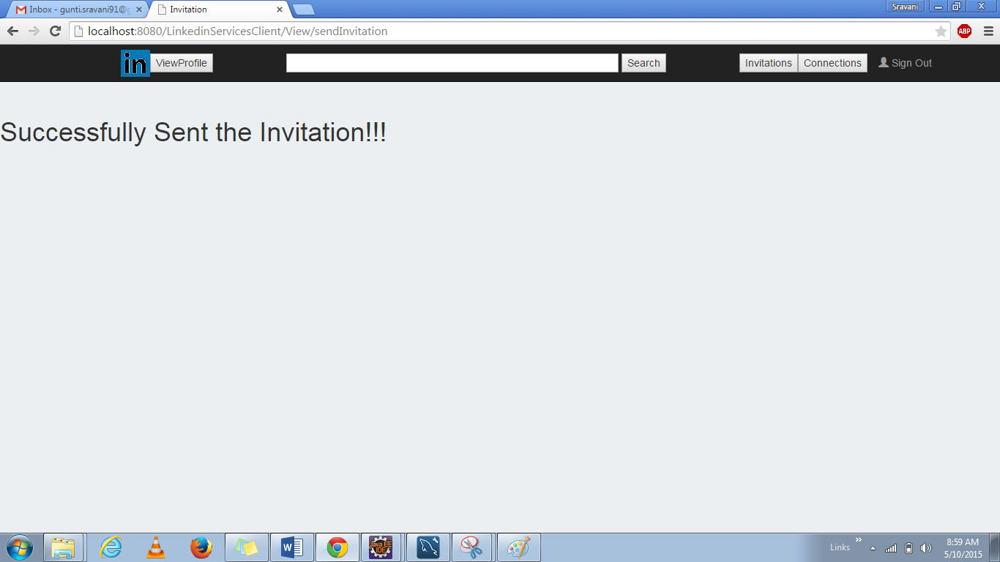 Inbox - gunti.sravani91@g
Invitation
Sravani
localhost:8080/LinkedinServicesClient/View/sendInvitation
ABP
in
ViewProfile
Search
Invitations
Connections
Sign Out
Successfully Sent the Invitation!!!
W
Java EE
IDE
Links
8:59 AM
5/10/2015